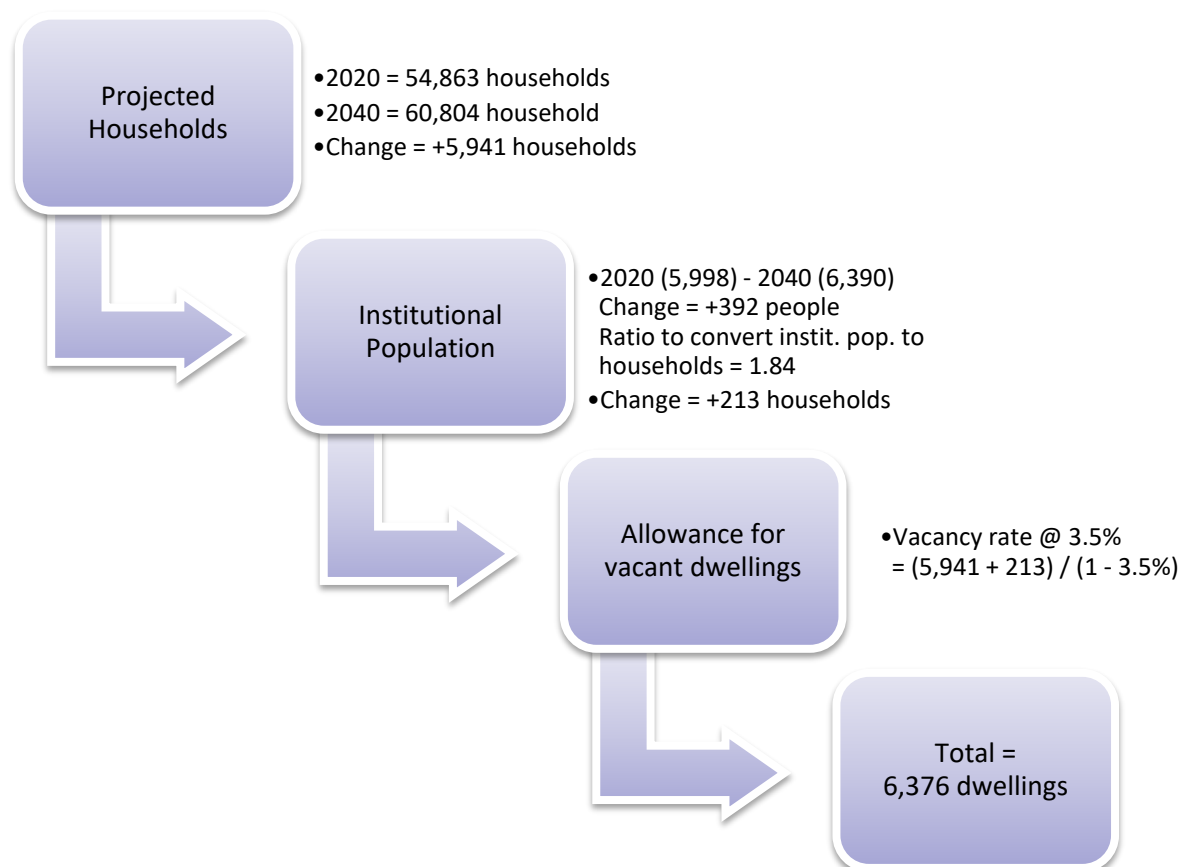 Projected
Households
•2020 = 54,863 households
•2040 = 60,804 household
•Change = +5,941 households
Institutional
Population
•2020 (5,998) - 2040 (6,390)
Change = +392 people
Ratio to convert instit. pop. to
households = 1.84
•Change = +213 households
Allowance for
vacant dwellings
•Vacancy rate @ 3.5%
= (5,941 + 213) / (1 - 3.5%)
Total =
6,376 dwellings